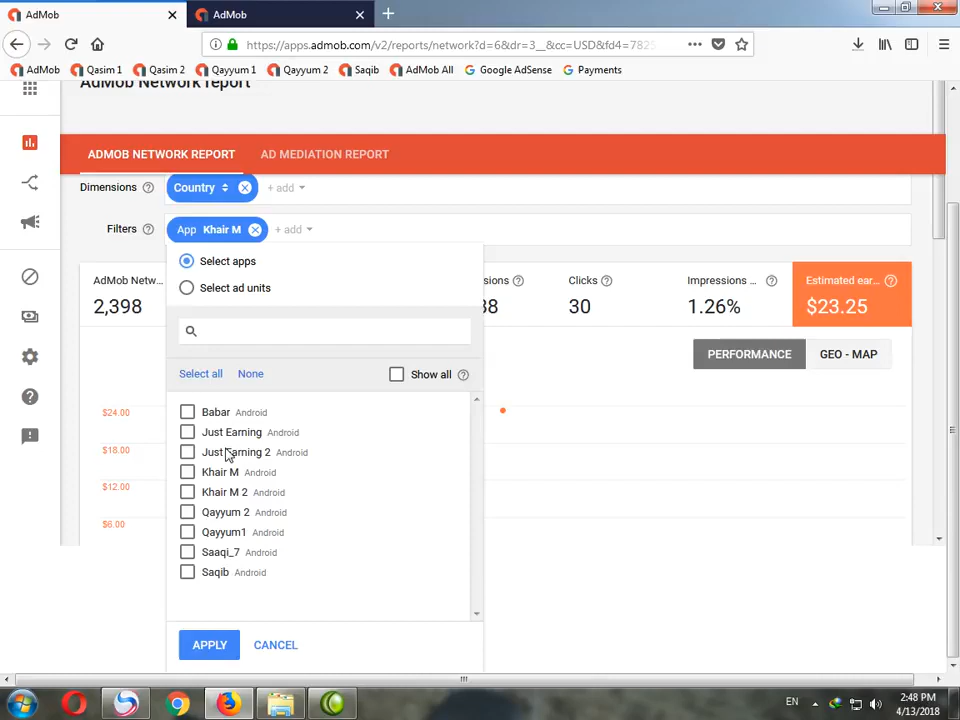 AdMob
AdMob
https://apps.admob.com/v2/reports/network?d=6&dr=3__&cc=USD&fd4=782
AdMob Qasim 1 Qasim 2 Qayyum1 Qayyum 2 Saqib AdMob All Google AdSense Payments
AdMob Network report
ADMOB NETWORK REPORT AD MEDIATION REPORT
Dimensions Country + add
Filters App Khair M + add
Select apps
Select ad units
AdMob Netw... Clicks Impressions ... Estimated ear...
2,398 30 1.26% $23.25
Select all None Show all
PERFORMANCE GEO - MAP
$24.00
$18.00
$12.00
$6.00
Babar Android
Just Earning Android
Just Earning 2 Android
Khair M Android
Khair M 2 Android
Qayyum 2 Android
Qayyum1 Android
Saaqi_7 Android
Saqib Android
APPLY CANCEL
EN 2:48 PM
4/13/2018